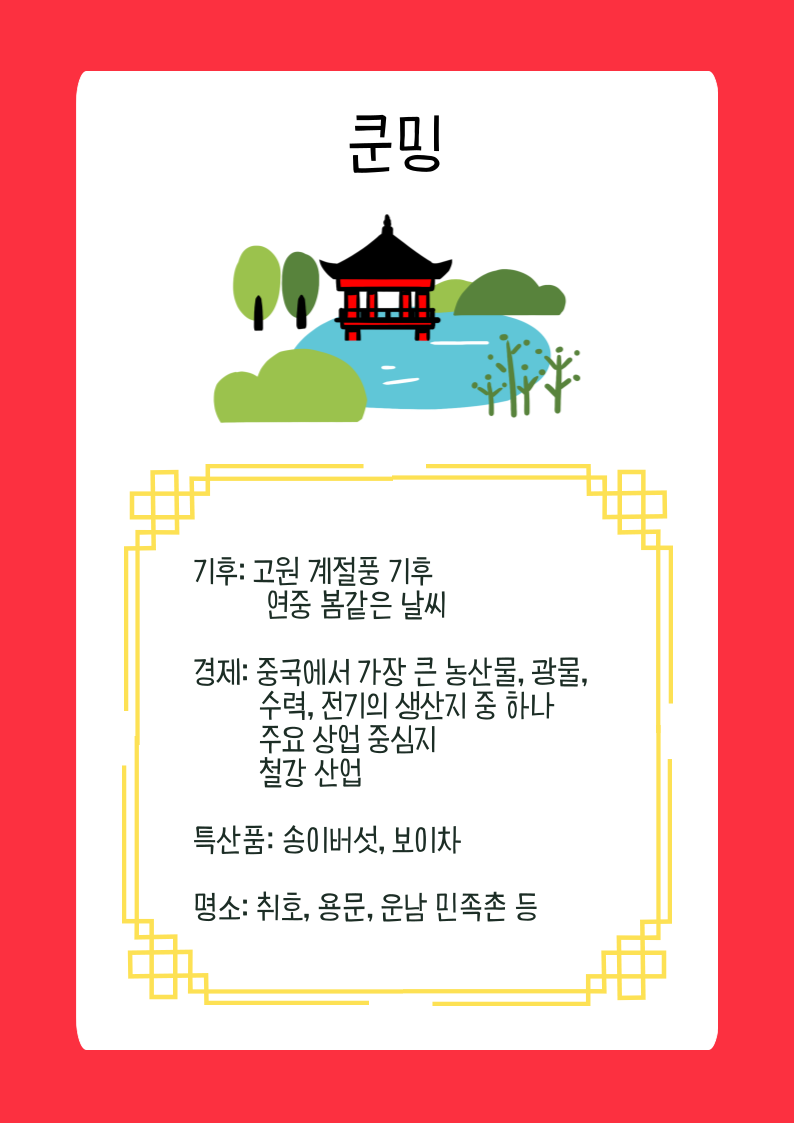 쿤밍
기후: 고원 계절풍 기후
연중 봄같은 날씨
경제: 중국에서 가장 큰 농산물, 광물,
수력, 전기의 생산지 중 하나
주요 상업 중심지
철강 산업
특산품: 송이버섯, 보이차
명소: 취호, 용문, 운남 민족촌 등